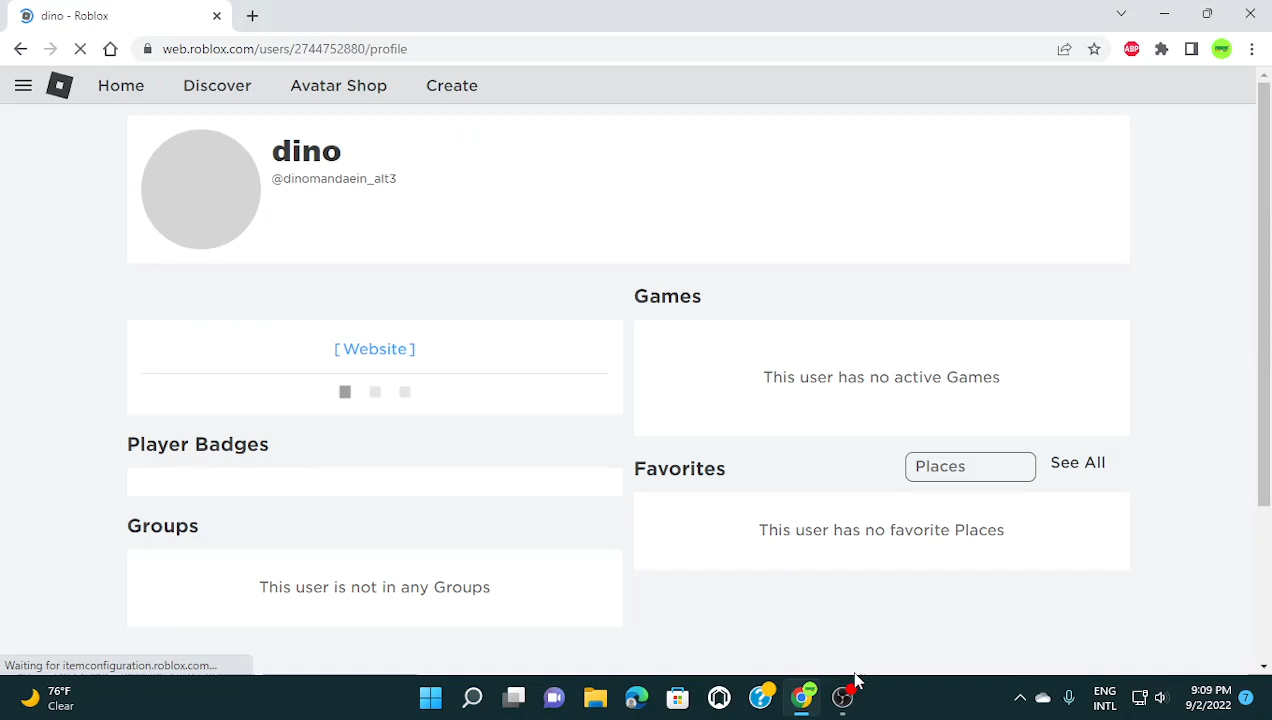 dino - Roblox
web.roblox.com/users/2744752880/profile
ABP
Home Discover Avatar Shop Create
dino
@dinomandaein_alt3
Games
[ Website ]
This user has no active Games
Player Badges
Favorites Places See All
This user has no favorite Places
Groups
This user is not in any Groups
Waiting for itemconfiguration.roblox.com...
76°F
Clear
ENG
INTL
9:09 PM
9/2/2022
7